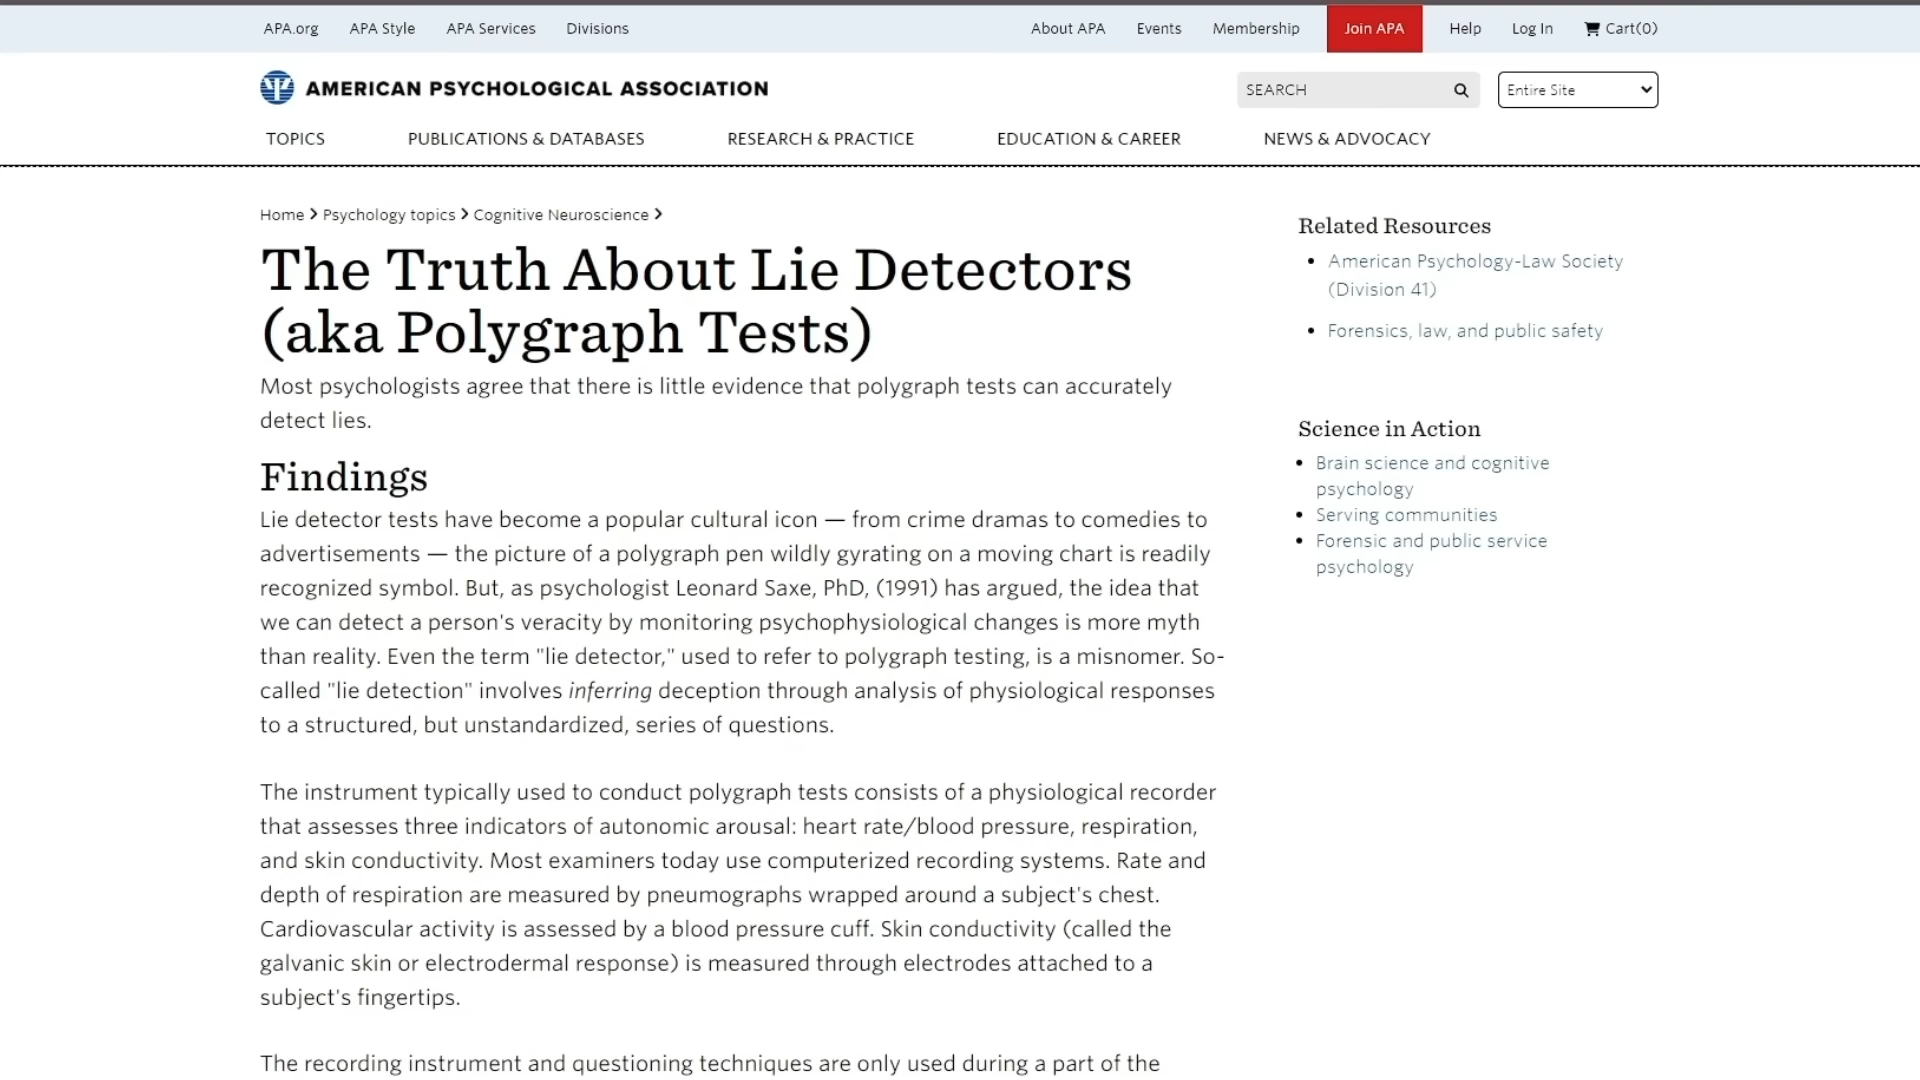 APA.org APA Style APA Services Divisions About APA Events Membership Join APA Help Log In Cart(0)
AMERICAN PSYCHOLOGICAL ASSOCIATION
SEARCH Entire Site
TOPICS PUBLICATIONS & DATABASES RESEARCH & PRACTICE EDUCATION & CAREER NEWS & ADVOCACY
Home > Psychology topics > Cognitive Neuroscience >
The Truth About Lie Detectors
(aka Polygraph Tests)
Most psychologists agree that there is little evidence that polygraph tests can accurately
detect lies.
Findings
Lie detector tests have become a popular cultural icon — from crime dramas to comedies to
advertisements — the picture of a polygraph pen wildly gyrating on a moving chart is readily
recognized symbol. But, as psychologist Leonard Saxe, PhD, (1991) has argued, the idea that
we can detect a person's veracity by monitoring psychophysiological changes is more myth
than reality. Even the term "lie detector," used to refer to polygraph testing, is a misnomer. So-
called "lie detection" involves inferring deception through analysis of physiological responses
to a structured, but unstandardized, series of questions.
The instrument typically used to conduct polygraph tests consists of a physiological recorder
that assesses three indicators of autonomic arousal: heart rate/blood pressure, respiration,
and skin conductivity. Most examiners today use computerized recording systems. Rate and
depth of respiration are measured by pneumographs wrapped around a subject's chest.
Cardiovascular activity is assessed by a blood pressure cuff. Skin conductivity (called the
galvanic skin or electrodermal response) is measured through electrodes attached to a
subject's fingertips.
The recording instrument and questioning techniques are only used during a part of the
Related Resources
• American Psychology-Law Society
(Division 41)
• Forensics, law, and public safety
Science in Action
• Brain science and cognitive
psychology
• Serving communities
• Forensic and public service
psychology